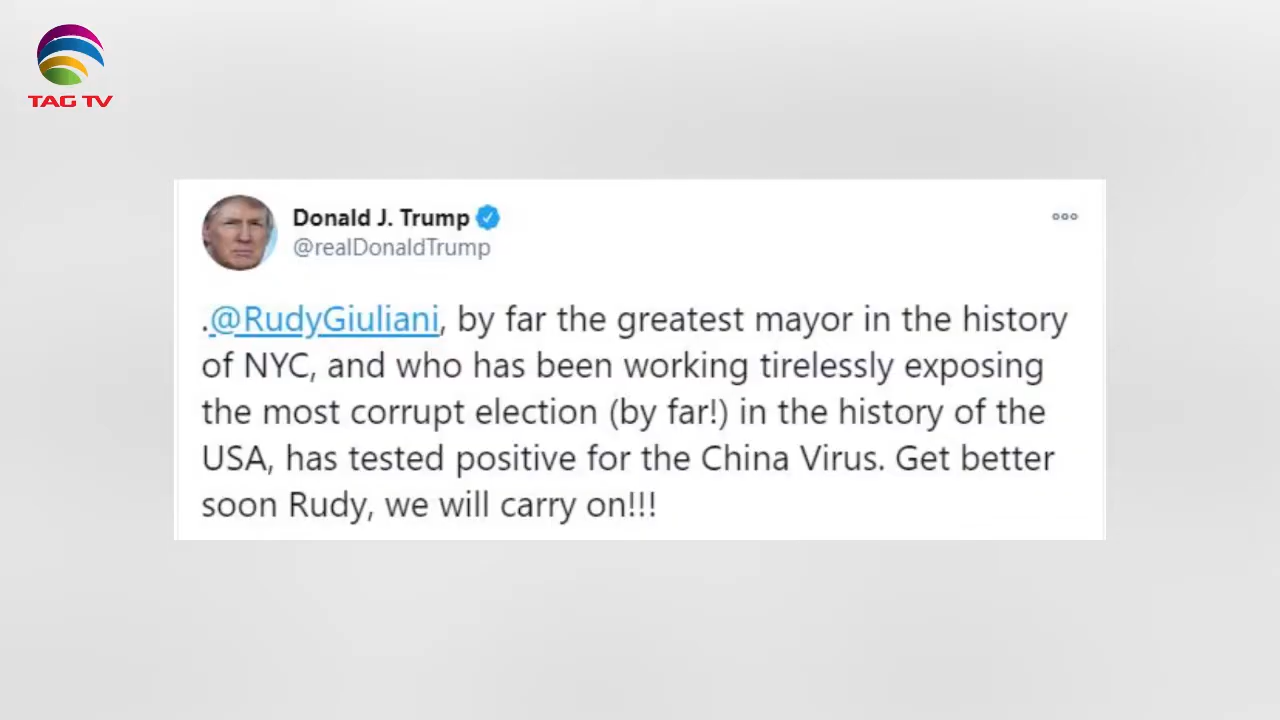 TAG TV
Donald J. Trump
@realDonaldTrump
.@RudyGiuliani, by far the greatest mayor in the history
of NYC, and who has been working tirelessly exposing
the most corrupt election (by far!) in the history of the
USA, has tested positive for the China Virus. Get better
soon Rudy, we will carry on!!!